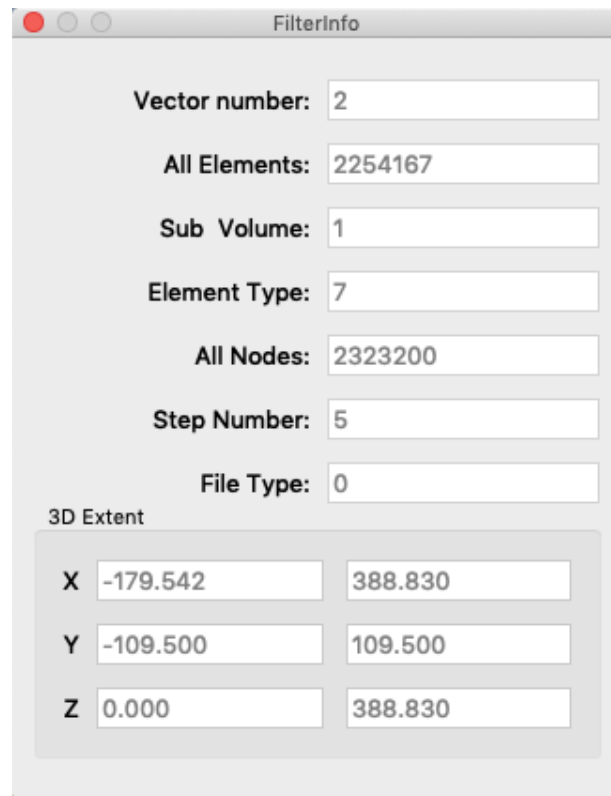 FilterInfo
Vector number: 2
All Elements: 2254167
Sub Volume: 1
Element Type: 7
All Nodes: 2323200
Step Number: 5
File Type: 0
3D Extent
X -179.542 388.830
Y -109.500 109.500
Z 0.000 388.830